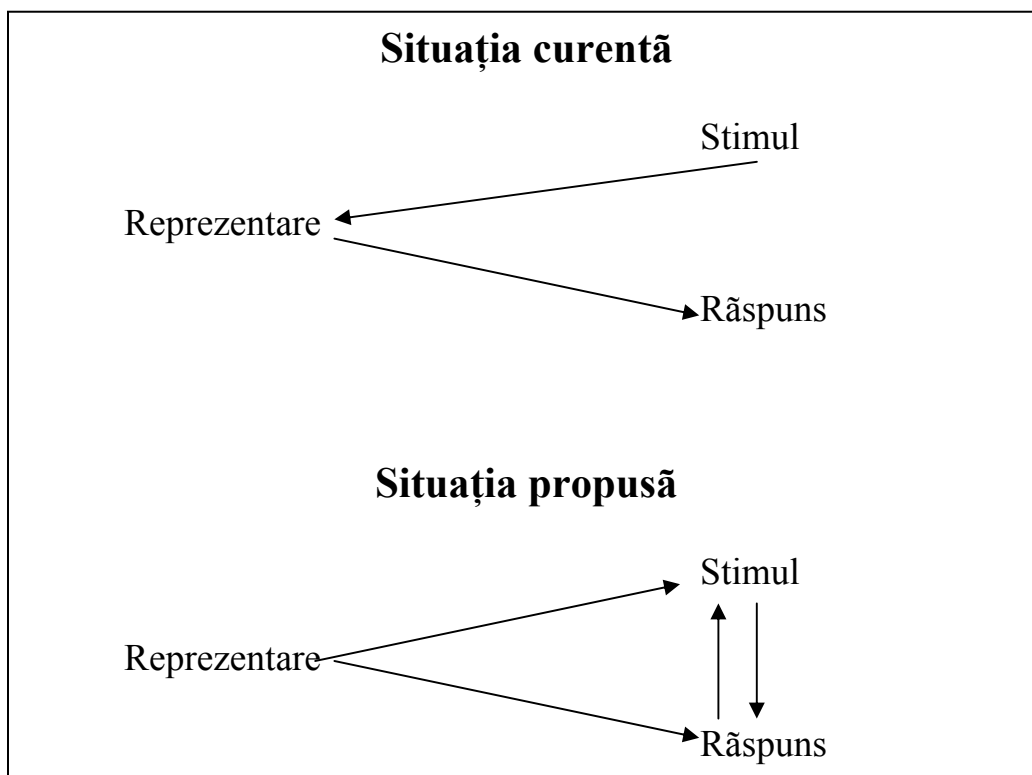 Situația curentã
Stimul
Reprezentare
Rãspuns
Situația propusã
Stimul
Reprezentare
Rãspuns